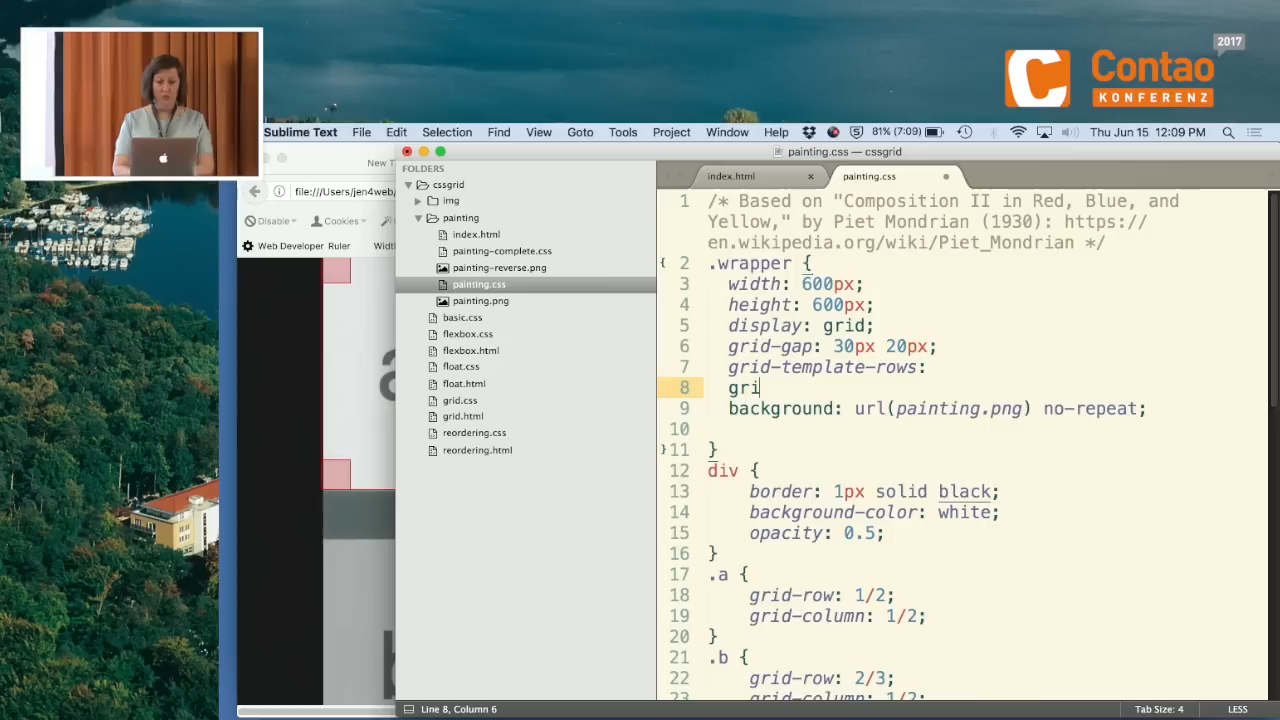 2017
Contao
KONFERENZ
Sublime Text File Edit Selection Find View Goto Tools Project Window Help 81% (7:09) Thu Jun 15 12:09 PM
painting.css — cssgrid
New T
file:///Users/jen4web/
Disable Cookies
Web Developer Ruler Width
FOLDERS
cssgrid
img
painting
index.html
painting-complete.css
painting-reverse.png
painting.css
painting.png
basic.css
flexbox.css
flexbox.html
float.css
float.html
grid.css
grid.html
reordering.css
reordering.html
index.html painting.css
1 /* Based on "Composition II in Red, Blue, and
Yellow," by Piet Mondrian (1930): https://
en.wikipedia.org/wiki/Piet_Mondrian */
2 .wrapper {
3 width: 600px;
4 height: 600px;
5 display: grid;
6 grid-gap: 30px 20px;
7 grid-template-rows:
8 gri
9 background: url(painting.png) no-repeat;
10
11 }
12 div {
13 border: 1px solid black;
14 background-color: white;
15 opacity: 0.5;
16 }
17 .a {
18 grid-row: 1/2;
19 grid-column: 1/2;
20 }
21 .b {
22 grid-row: 2/3;
23 grid-column: 1/2;
Line 8, Column 6 Tab Size: 4 LESS